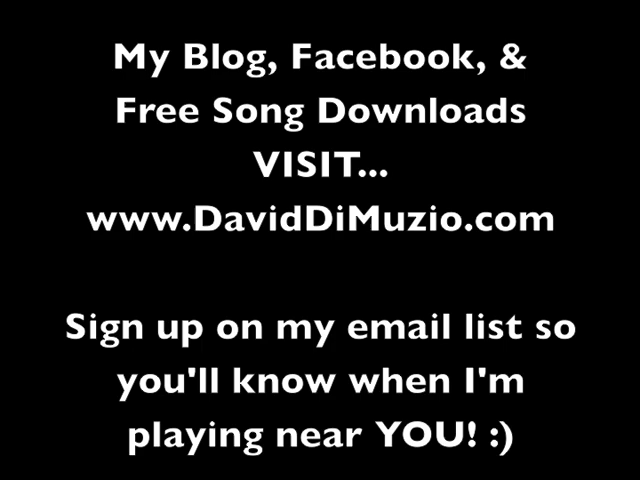 My Blog, Facebook, &
Free Song Downloads
VISIT...
www.DavidDiMuzio.com
Sign up on my email list so
you'll know when I'm
playing near YOU! :)